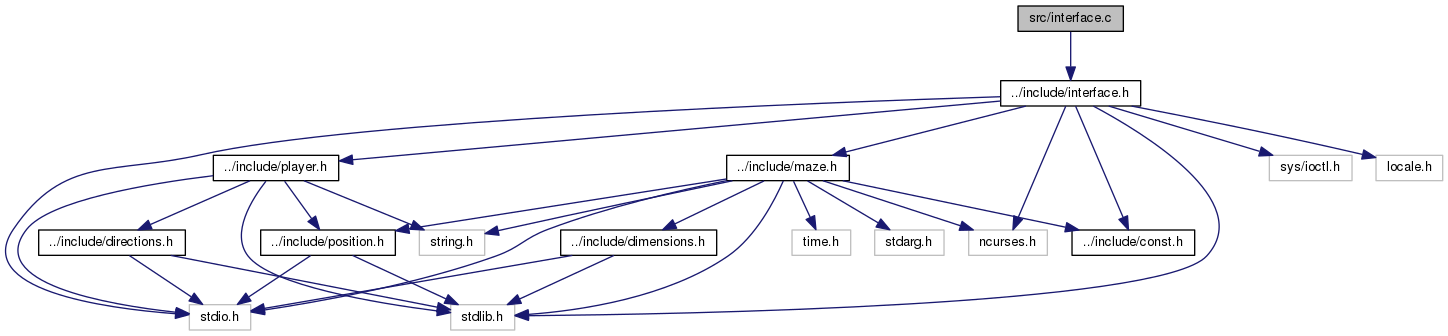 src/interface.c
../include/interface.h
../include/player.h
../include/maze.h
sys/ioctl.h
locale.h
../include/directions.h
../include/position.h
string.h
../include/dimensions.h
time.h
stdarg.h
ncurses.h
../include/const.h
stdio.h
stdlib.h